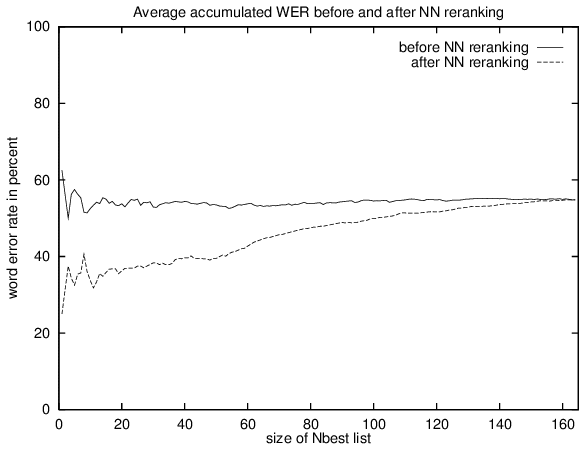 Average accumulated WER before and after NN reranking
before NN reranking
after NN reranking
word error rate in percent
100
80
60
40
20
0
0 20 40 60 80 100 120 140 160
size of Nbest list